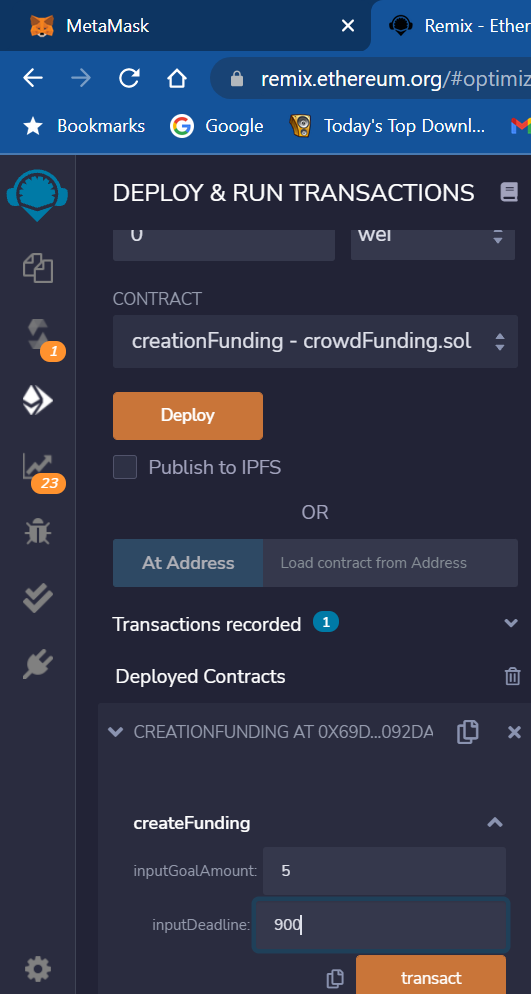 MetaMask
Remix - Ether
remix.ethereum.org/#optimiz
Bookmarks
Google
Today's Top Downl...
DEPLOY & RUN TRANSACTIONS
0
wei
CONTRACT
creationFunding - crowdFunding.sol
1
Deploy
Publish to IPFS
23
OR
At Address
Load contract from Address
Transactions recorded 1
Deployed Contracts
CREATIONFUNDING AT 0X69D...092DA
createFunding
inputGoalAmount: 5
inputDeadline: 900
transact